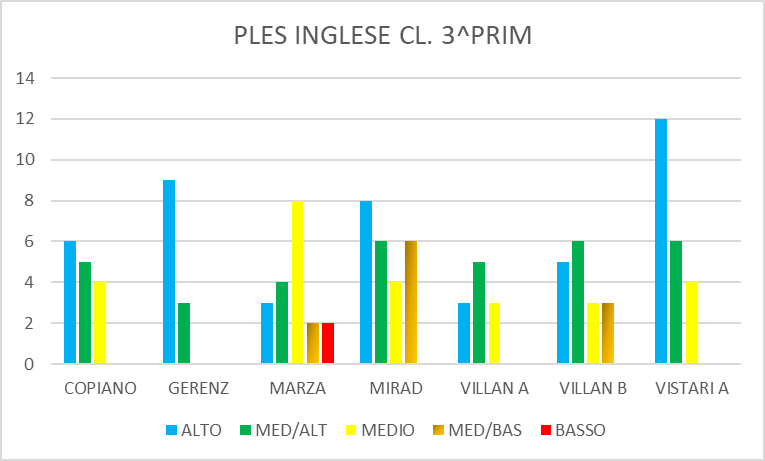 PLES INGLESE CL. 3^PRIM
14
12
10
8
6
4
2
0
COPIANO GERENZ MARZA MIRAD VILLAN A VILLAN B VISTARI A
ALTO MED/ALT MEDIO MED/BAS BASSO